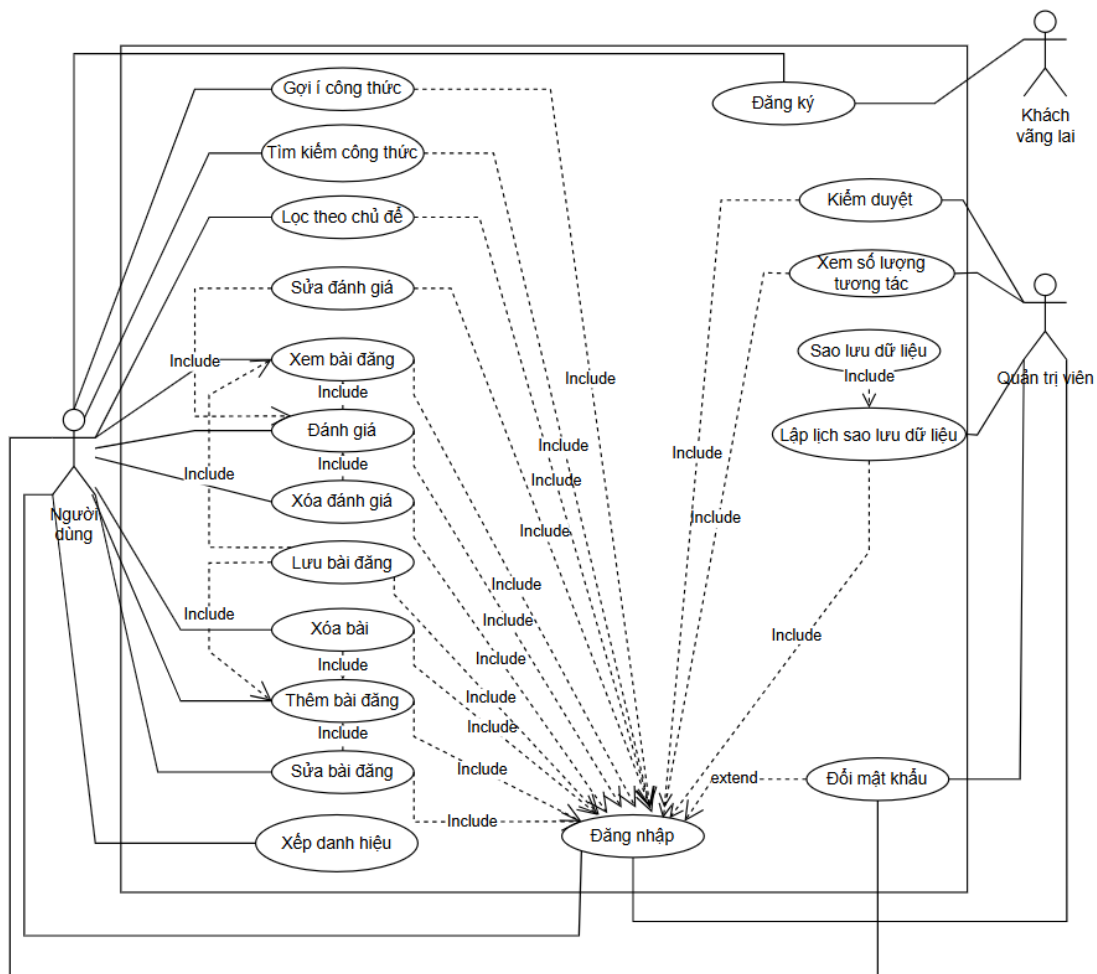 Gợi í công thức
Đăng ký
Khách
vãng lai
Tìm kiếm công thức
Kiểm duyệt
Lọc theo chủ để
Xem số lượng
tương tác
Sửa đánh giá
Sao lưu dữ liệu
Include
Xem bài đăng
Include
Include
Quản trị viên
Include
Đánh giá
Lập lịch sao lưu dữ liệu
Include
Include
Include
Include
Include
Xóa đánh giá
Người
dùng
Include
Include
Lưu bài đăng
Include
Include
Xóa bài
Include
Include
Include
Include
Thêm bài đăng
Include
Include
Include
Sửa bài đăng
extend
Đổi mật khẩu
Include
Xếp danh hiệu
Đăng nhập